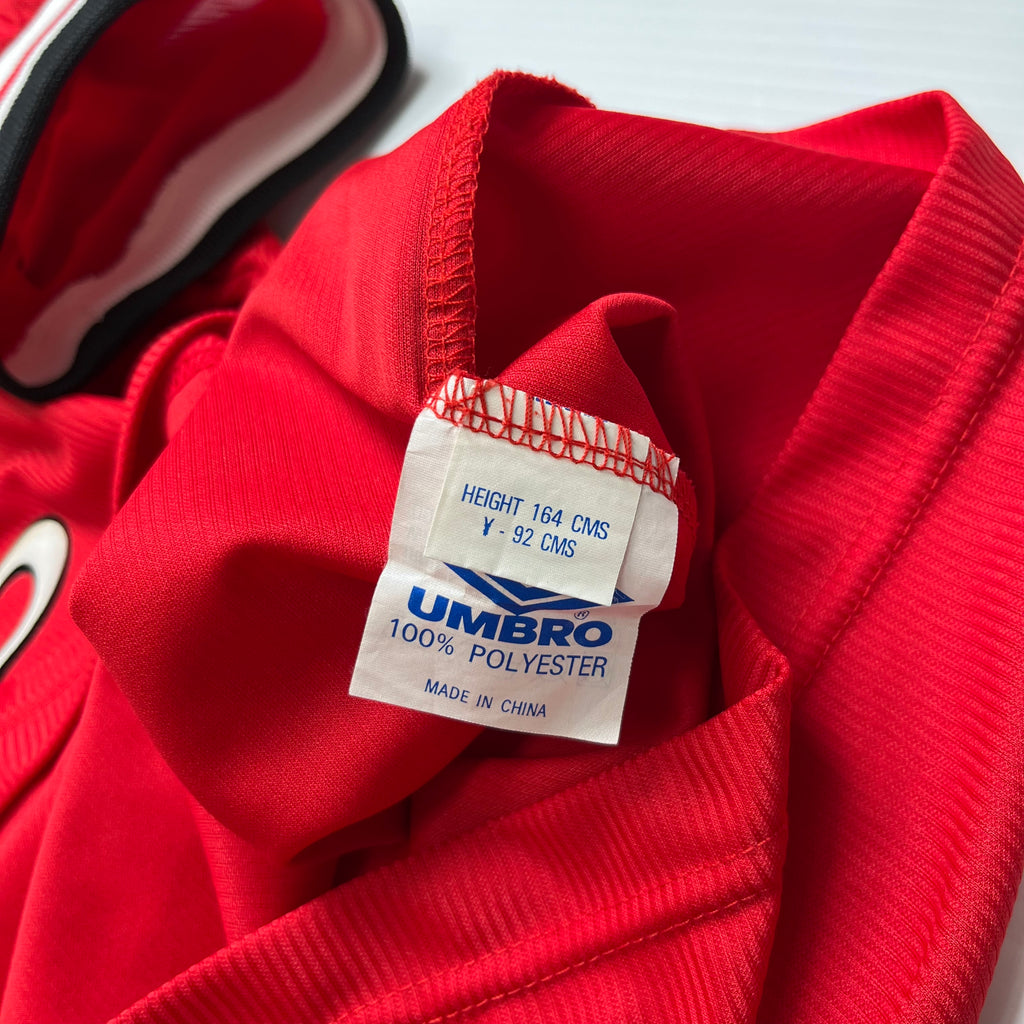 HEIGHT 164 CMS
¥ - 92 CMS
UMBRO®
100% POLYESTER
MADE IN CHINA